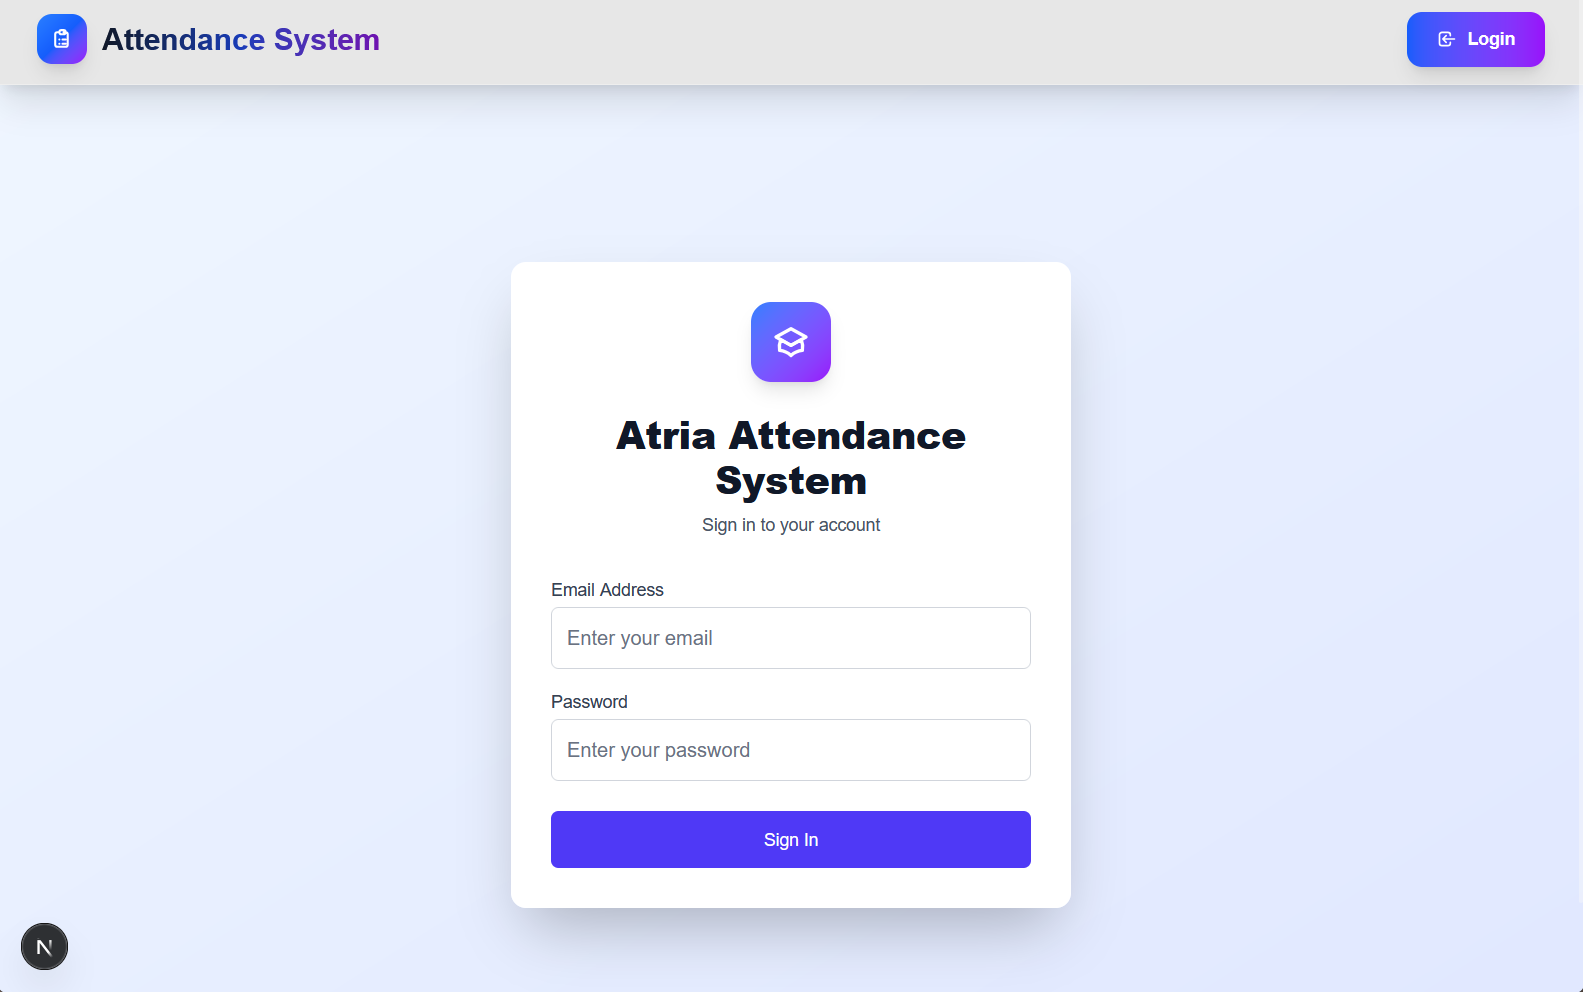 Attendance System
Login
Atria Attendance
System
Sign in to your account
Email Address
Enter your email
Password
Enter your password
Sign In
N